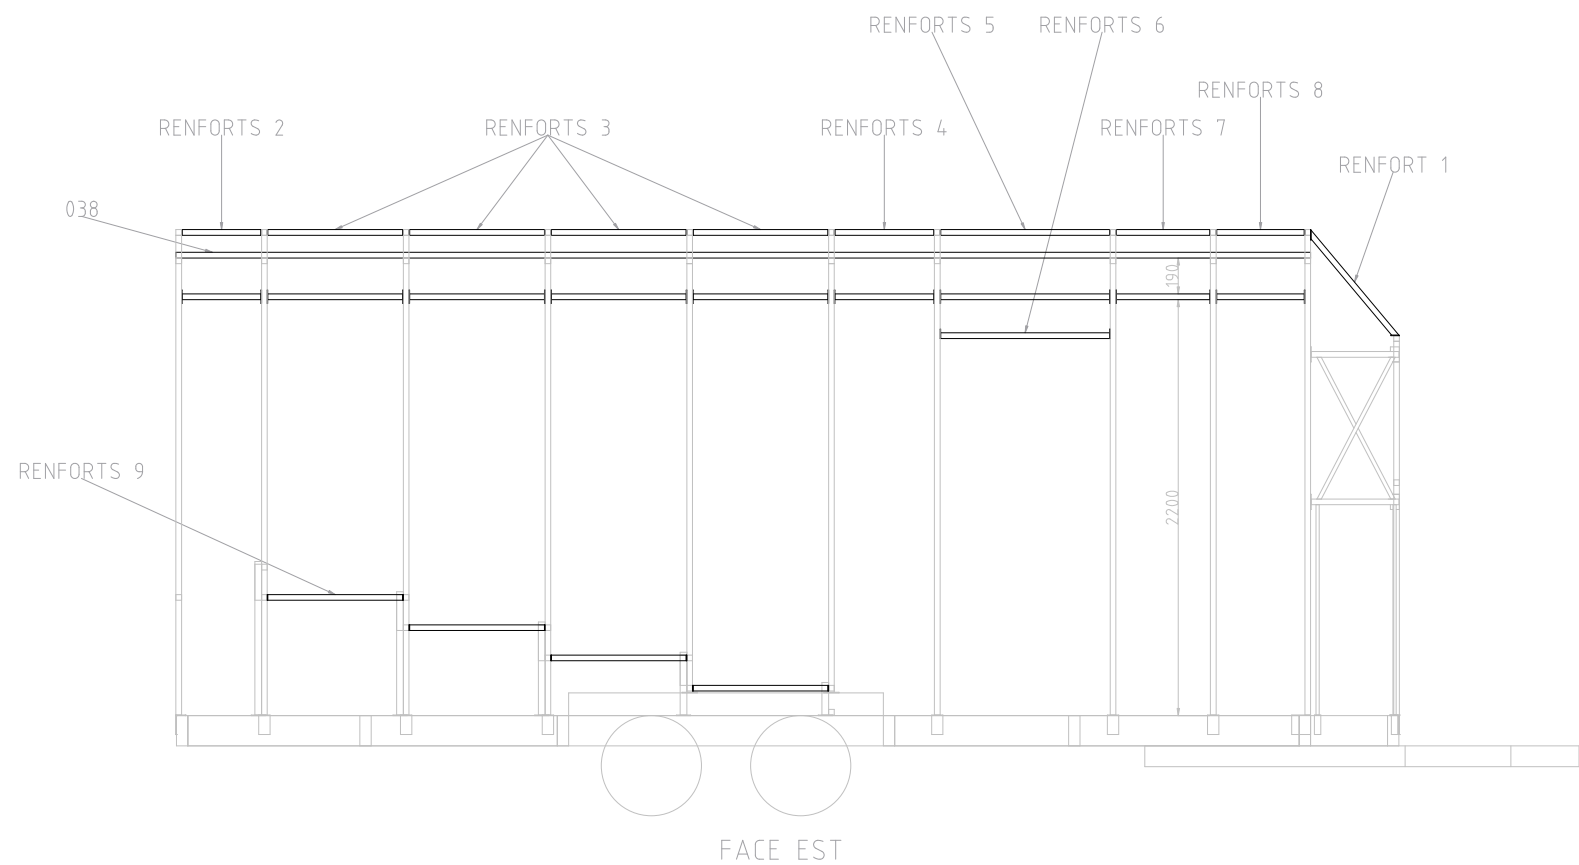 RENFORTS 5
RENFORTS 6
RENFORTS 8
RENFORTS 2
RENFORTS 3
RENFORTS 4
RENFORTS 7
RENFORT 1
038
190
RENFORTS 9
2200
FACE EST